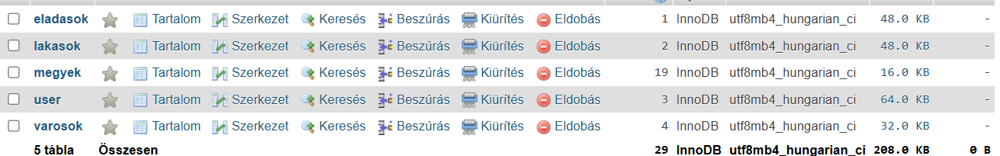 eladasok Tartalom Szerkezet Keresés Beszúrás Kiürítés Eldobás 1 InnoDB utf8mb4_hungarian_ci 48.0 KB -
lakasok Tartalom Szerkezet Keresés Beszúrás Kiürítés Eldobás 2 InnoDB utf8mb4_hungarian_ci 48.0 KB -
megyek Tartalom Szerkezet Keresés Beszúrás Kiürítés Eldobás 19 InnoDB utf8mb4_hungarian_ci 16.0 KB -
user Tartalom Szerkezet Keresés Beszúrás Kiürítés Eldobás 3 InnoDB utf8mb4_hungarian_ci 64.0 KB -
varosok Tartalom Szerkezet Keresés Beszúrás Kiürítés Eldobás 4 InnoDB utf8mb4_hungarian_ci 32.0 KB -
5 tábla Összesen 29 InnoDB utf8mb4_hungarian_ci 208.0 KB 0 B